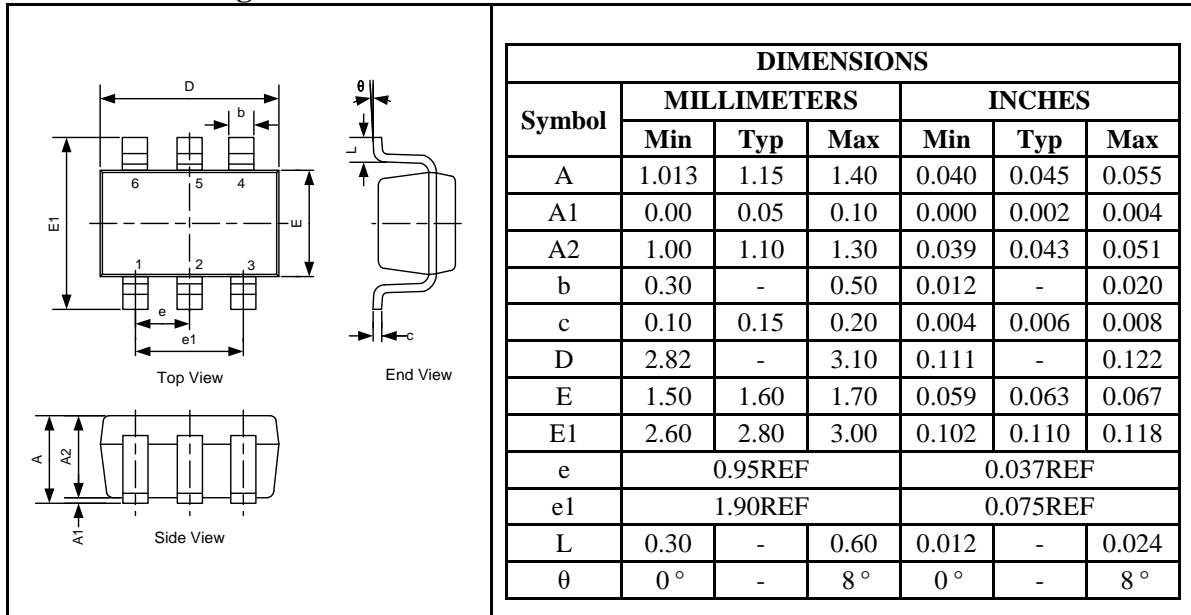 D
b
6 5 4
E1
E
1 2 3
e
e1
Top View
θ
L
c
End View
A
A2
A1
Side View
DIMENSIONS
Symbol MILLIMETERS INCHES
Min Typ Max Min Typ Max
A 1.013 1.15 1.40 0.040 0.045 0.055
A1 0.00 0.05 0.10 0.000 0.002 0.004
A2 1.00 1.10 1.30 0.039 0.043 0.051
b 0.30 - 0.50 0.012 - 0.020
c 0.10 0.15 0.20 0.004 0.006 0.008
D 2.82 - 3.10 0.111 - 0.122
E 1.50 1.60 1.70 0.059 0.063 0.067
E1 2.60 2.80 3.00 0.102 0.110 0.118
e 0.95REF 0.037REF
e1 1.90REF 0.075REF
L 0.30 - 0.60 0.012 - 0.024
θ 0 ° - 8 ° 0 ° - 8 °